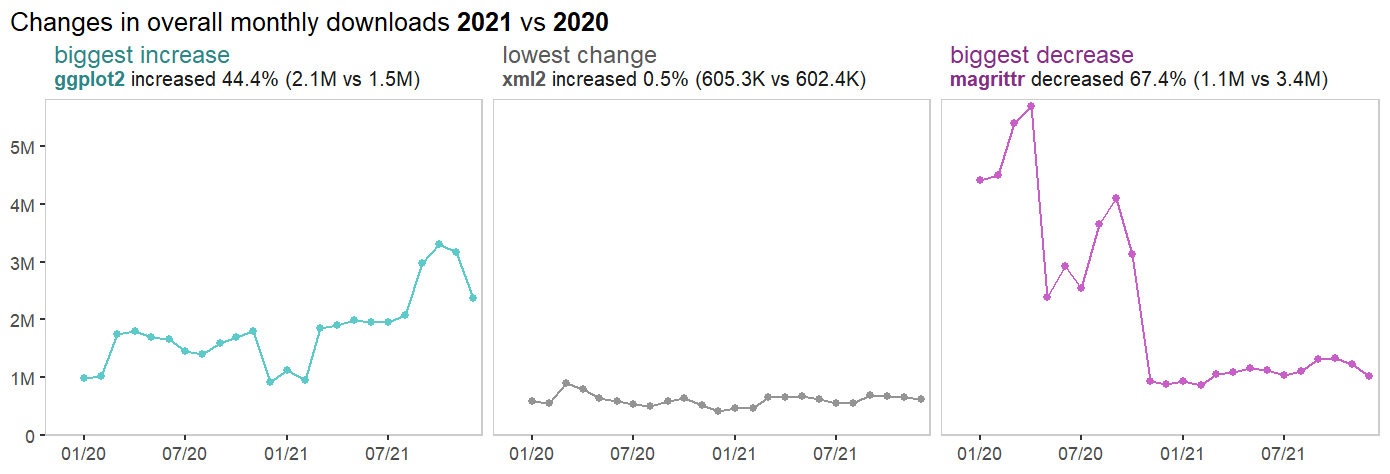 Changes in overall monthly downloads 2021 vs 2020
biggest increase
ggplot2 increased 44.4% (2.1M vs 1.5M)
lowest change
xml2 increased 0.5% (605.3K vs 602.4K)
biggest decrease
magrittr decreased 67.4% (1.1M vs 3.4M)
5M
4M
3M
2M
1M
0
01/20 07/20 01/21 07/21
01/20 07/20 01/21 07/21
01/20 07/20 01/21 07/21